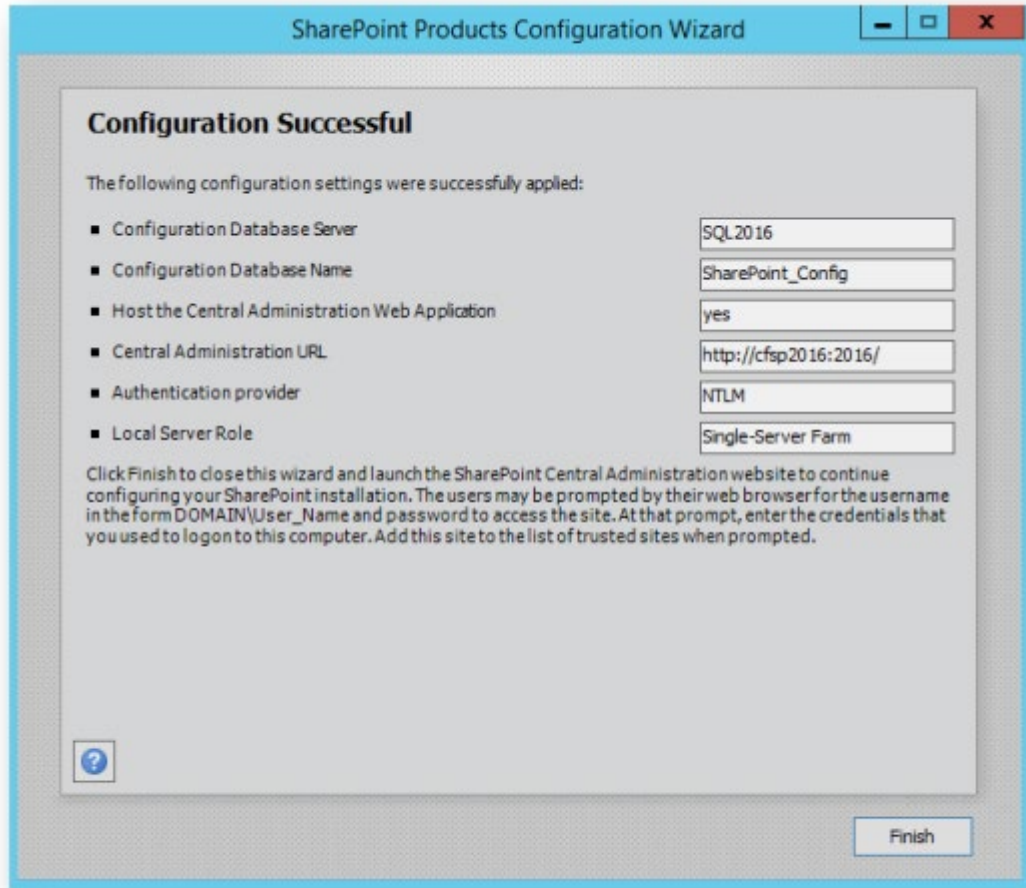 SharePoint Products Configuration Wizard
Configuration Successful
The following configuration settings were successfully applied:
Configuration Database Server SQL2016
Configuration Database Name SharePoint_Config
Host the Central Administration Web Application yes
Central Administration URL http://cfsp2016:2016/
Authentication provider NTLM
Local Server Role Single-Server Farm
Click Finish to close this wizard and launch the SharePoint Central Administration website to continue
configuring your SharePoint installation. The users may be prompted by their web browser for the username
in the form DOMAIN\User_Name and password to access the site. At that prompt, enter the credentials that
you used to logon to this computer. Add this site to the list of trusted sites when prompted.
Finish